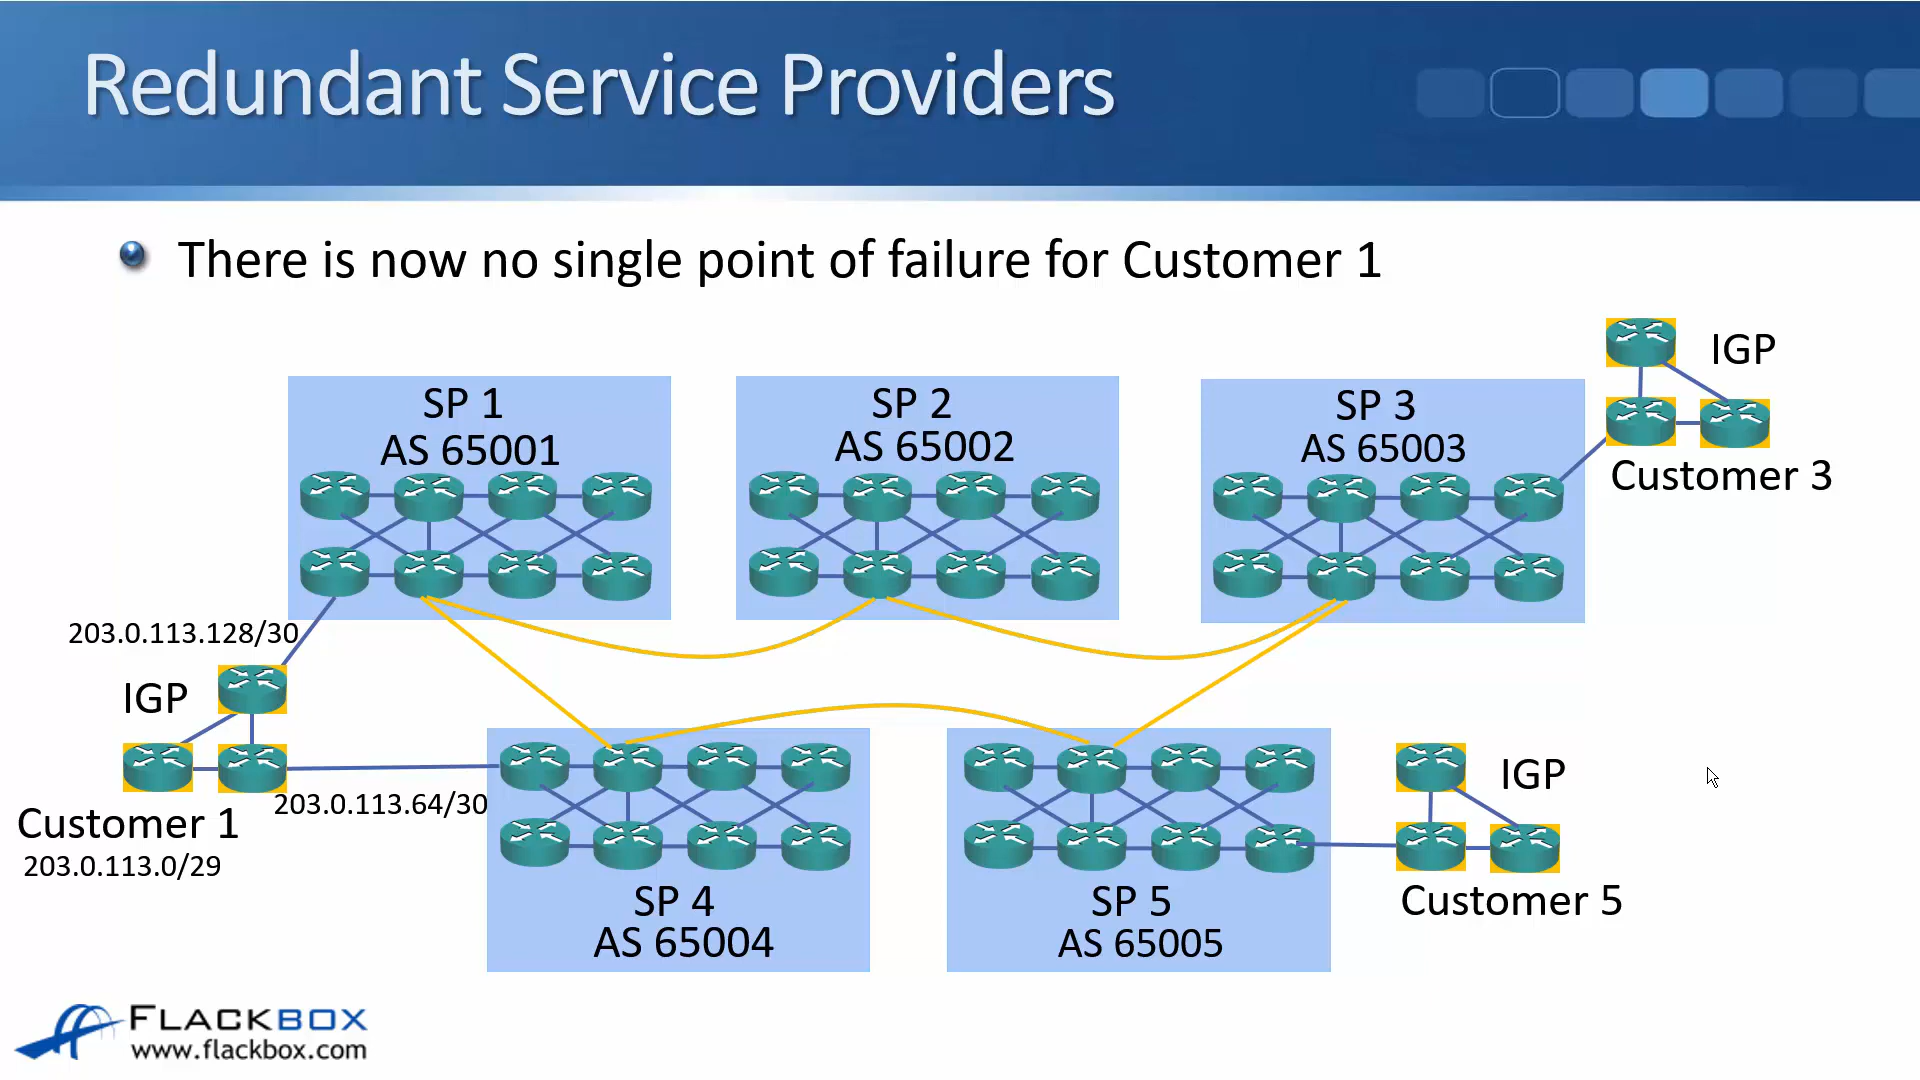 Redundant Service Providers
There is now no single point of failure for Customer 1
SP 1
AS 65001
SP 2
AS 65002
SP 3
AS 65003
IGP
Customer 3
203.0.113.128/30
IGP
Customer 1
203.0.113.0/29
203.0.113.64/30
SP 4
AS 65004
SP 5
AS 65005
IGP
Customer 5
FLACKBOX
www.flackbox.com